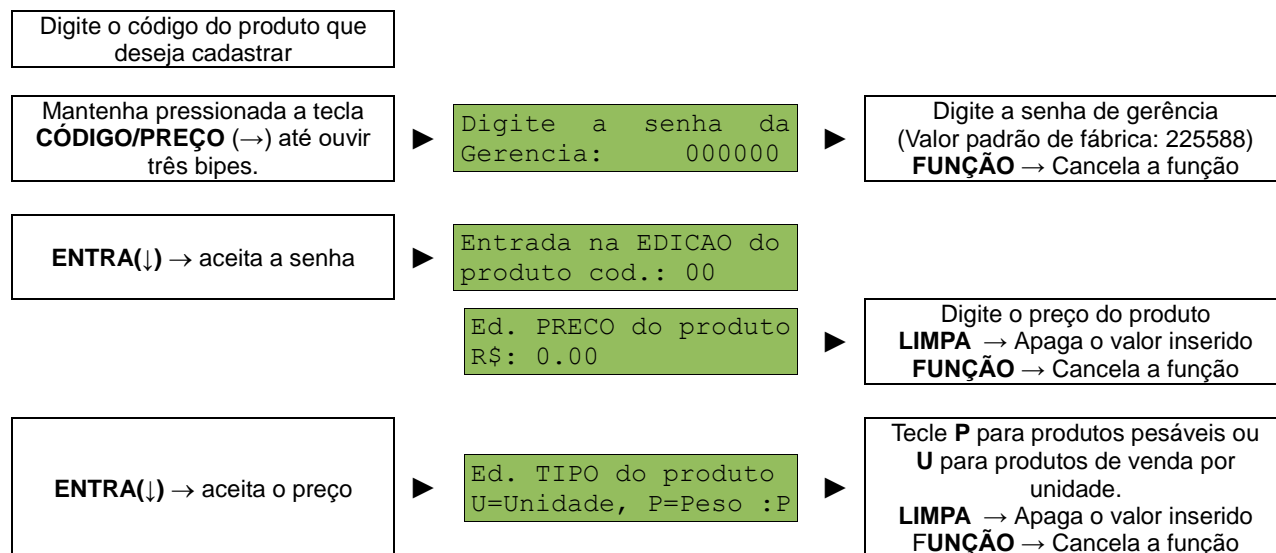 Digite o código do produto que
deseja cadastrar
Mantenha pressionada a tecla
CÓDIGO/PREÇO (→) até ouvir
três bipes.
Digite a senha da
Gerencia: 000000
Digite a senha de gerência
(Valor padrão de fábrica: 225588)
FUNÇÃO → Cancela a função
ENTRA(↓) → aceita a senha
Entrada na EDICAO do
produto cod.: 00
Ed. PRECO do produto
R$: 0.00
Digite o preço do produto
LIMPA → Apaga o valor inserido
FUNÇÃO → Cancela a função
ENTRA(↓) → aceita o preço
Ed. TIPO do produto
U=Unidade, P=Peso :P
Tecle P para produtos pesáveis ou
U para produtos de venda por
unidade.
LIMPA → Apaga o valor inserido
FUNÇÃO → Cancela a função